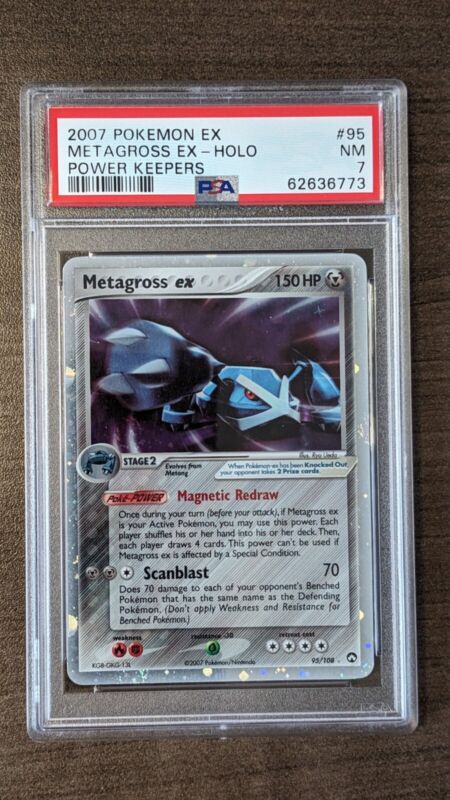 2007 POKEMON EX #95
METAGROSS EX-HOLO NM
POWER KEEPERS 7
PSA 62636773
Metagross ex 150 HP
Illus. Ryo Ueda
STAGE 2 Evolves from Metang
When Pokémon-ex has been Knocked Out,
your opponent takes 2 Prize cards.
Poké-POWER Magnetic Redraw
Once during your turn (before your attack), if Metagross ex
is your Active Pokémon, you may use this power. Each
player shuffles his or her hand into his or her deck. Then,
each player draws 4 cards. This power can't be used if
Metagross ex is affected by a Special Condition.
Scanblast 70
Does 70 damage to each of your opponent's Benched
Pokémon that has the same name as the Defending
Pokémon. (Don't apply Weakness and Resistance for
Benched Pokémon.)
weakness resistance -30 retreat cost
KGB-GKG-13L ©2007 Pokémon/Nintendo 95/108